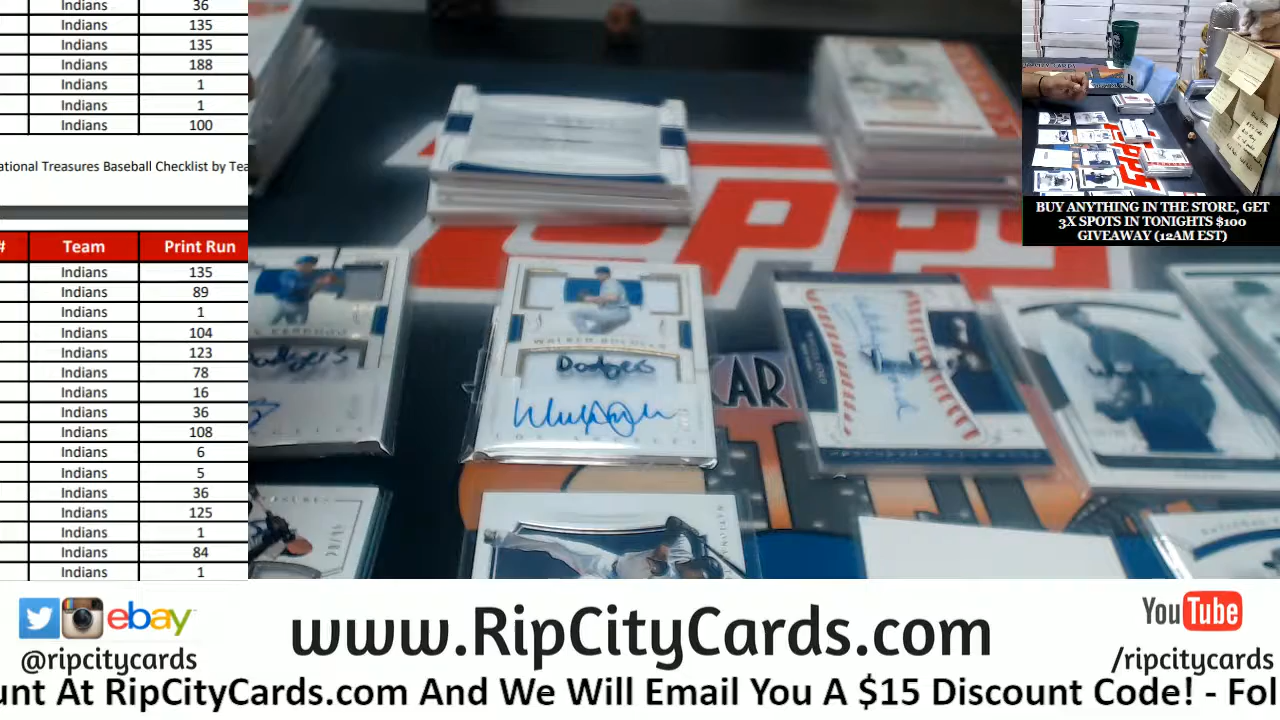 36
Indians 135
Indians 135
Indians 188
Indians 1
Indians 1
Indians 100
ational Treasures Baseball Checklist by Tea
# Team Print Run
Indians 135
Indians 89
Indians 1
Indians 104
Indians 123
Indians 78
Indians 16
Indians 36
Indians 108
Indians 6
Indians 5
Indians 36
Indians 125
Indians 1
Indians 84
Indians 1
BUY ANYTHING IN THE STORE, GET
3X SPOTS IN TONIGHTS $100
GIVEAWAY (12AM EST)
WALKER BUEHLER
Dodgers
Dodgers
ebay
www.RipCityCards.com
YouTube
@ripcitycards
/ripcitycards
unt At RipCityCards.com And We Will Email You A $15 Discount Code! - Fol